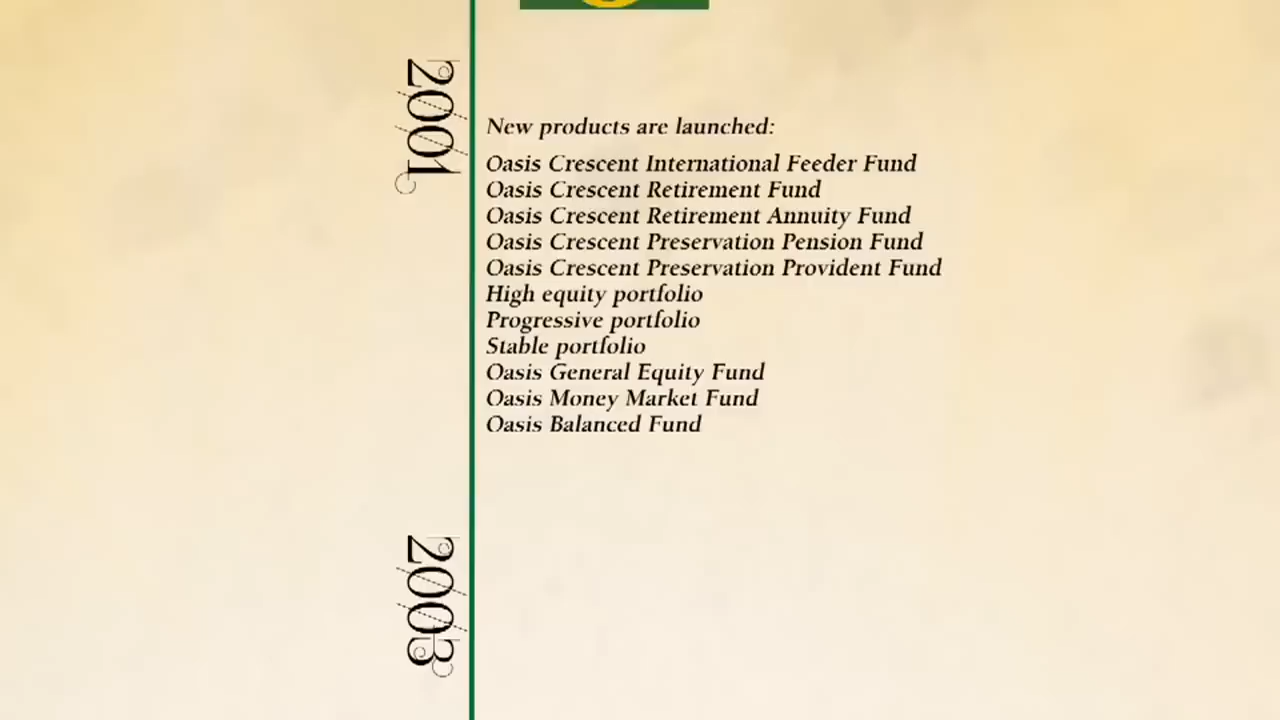 2001
New products are launched:
Oasis Crescent International Feeder Fund
Oasis Crescent Retirement Fund
Oasis Crescent Retirement Annuity Fund
Oasis Crescent Preservation Pension Fund
Oasis Crescent Preservation Provident Fund
High equity portfolio
Progressive portfolio
Stable portfolio
Oasis General Equity Fund
Oasis Money Market Fund
Oasis Balanced Fund
2003